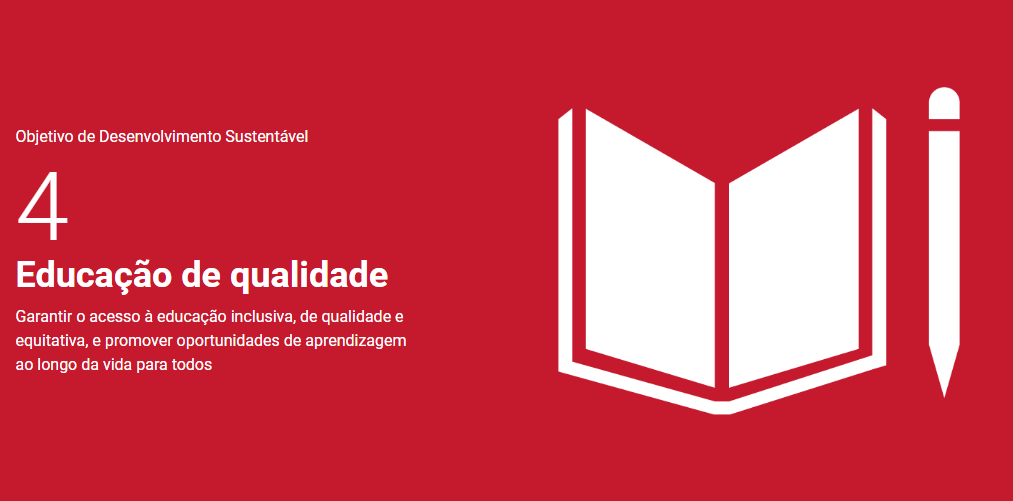 Objetivo de Desenvolvimento Sustentável
4
Educação de qualidade
Garantir o acesso à educação inclusiva, de qualidade e
equitativa, e promover oportunidades de aprendizagem
ao longo da vida para todos